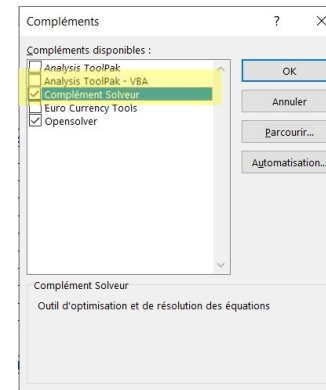 Compléments ? X
Compléments disponibles :
Analysis ToolPak
Analysis ToolPak - VBA
Complément Solveur
Euro Currency Tools
Opensolver
OK
Annuler
Parcourir...
Automatisation...
Complément Solveur
Outil d'optimisation et de résolution des équations